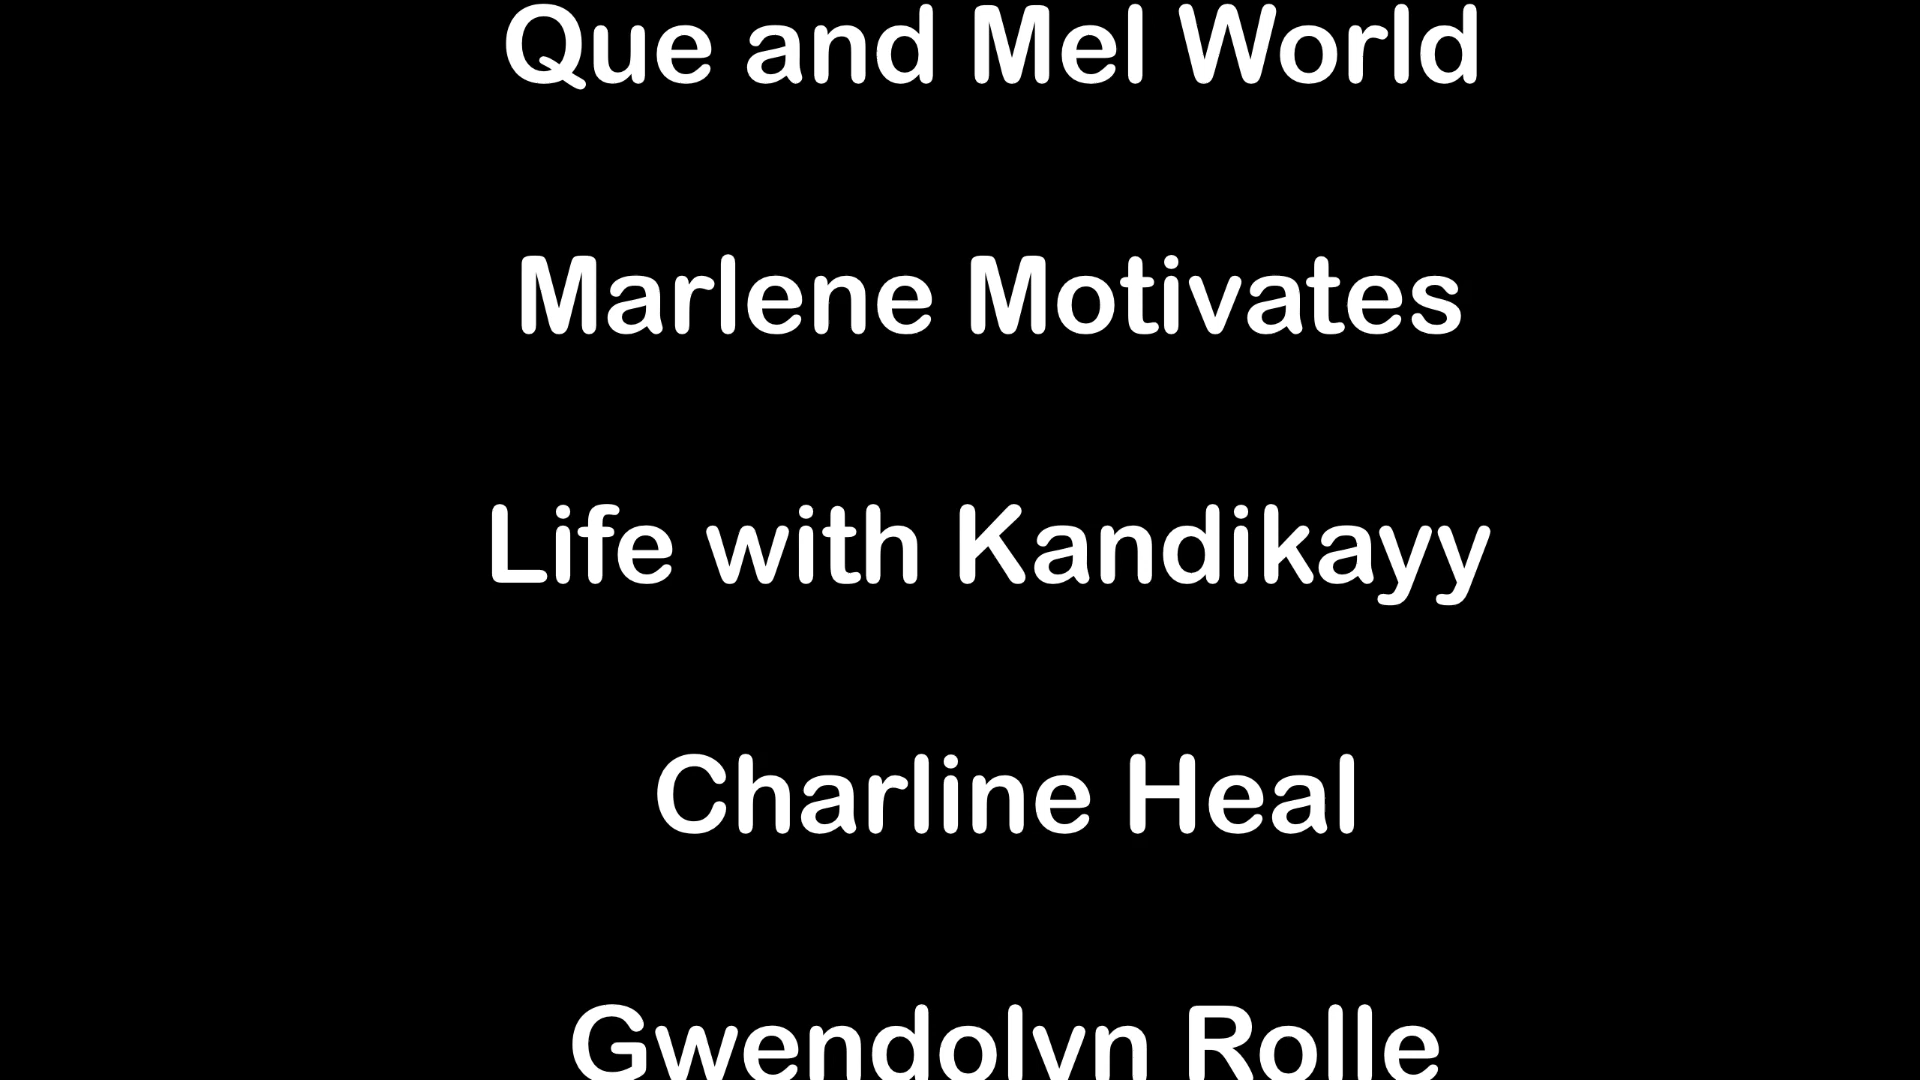 Que and Mel World
Marlene Motivates
Life with Kandikayy
Charline Heal
Gwendolyn Rolle